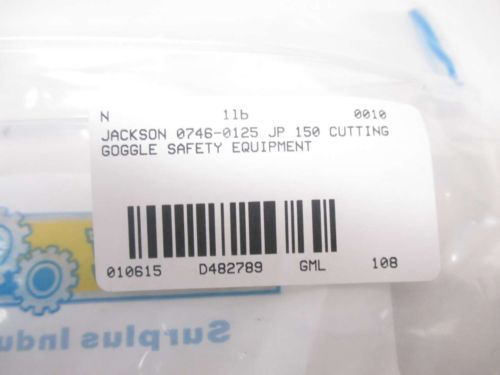 N 1lb 0010
JACKSON 0746-0125 JP 150 CUTTING
GOGGLE SAFETY EQUIPMENT
010615 D482789 GML 108
Surplus Indu